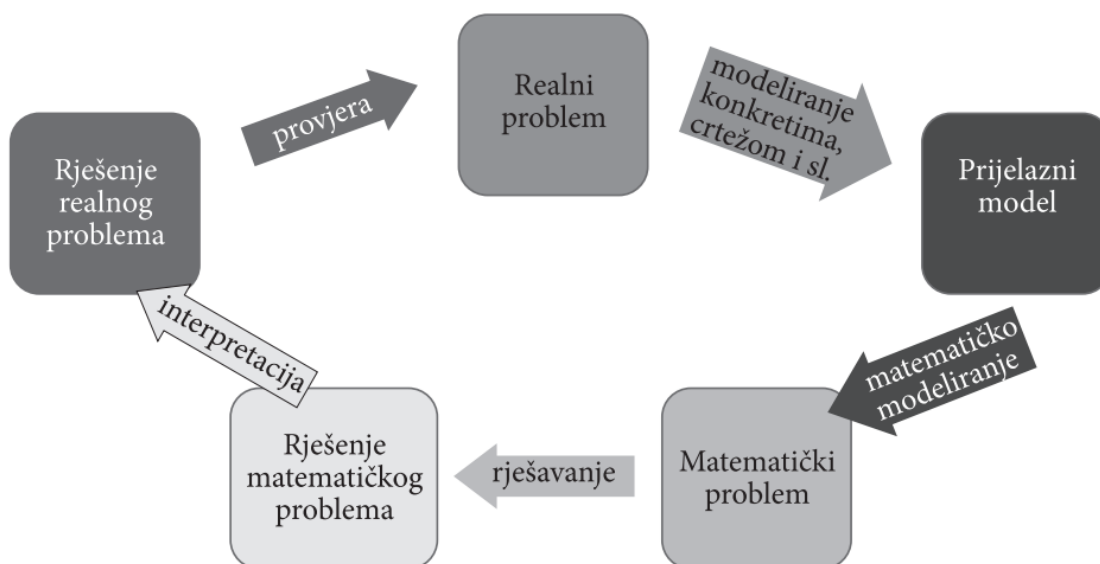 Realni
problem
modeliranje
konkretima,
crtežom i sl.
Prijelazni
model
matematičko
modeliranje
Matematički
problem
rješavanje
Rješenje
matematičkog
problema
interpretacija
Rješenje
realnog
problema
provjera